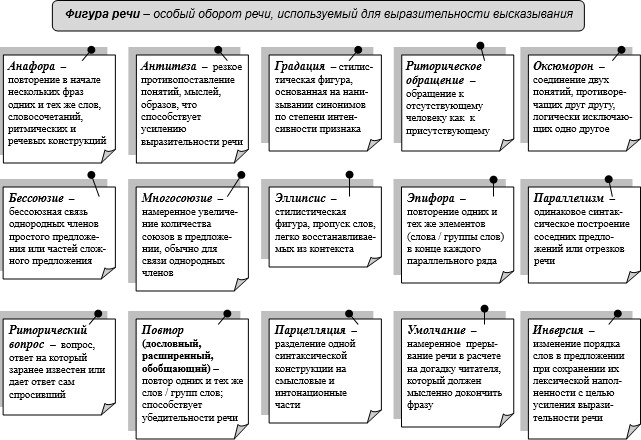 Фигура речи – особый оборот речи, используемый для выразительности высказывания
Анафора –
повторение в начале
нескольких фраз
одних и тех же слов,
словосочетаний,
ритмических и
речевых конструкций
Антитеза – резкое
противопоставление
понятий, мыслей,
образов, что
способствует
усилению
выразительности речи
Градация – стилис-
тическая фигура,
основанная на нани-
зывании синонимов
по степени интен-
сивности признака
Риторическое
обращение –
обращение к
отсутствующему
человеку как к
присутствующему
Оксюморон –
соединение двух
понятий, противоре-
чащих друг другу,
логически исключаю-
щих одно другое
Бессоюзие –
бессоюзная связь
однородных членов
простого предложе-
ния или частей слож-
ного предложения
Многосоюзие –
намеренное увеличе-
ние количества
союзов в предложе-
нии, обычно для
связи однородных
членов
Эллипсис –
стилистическая
фигура, пропуск слов,
легко восстанавливае-
мых из контекста
Эпифора –
повторение одних и
тех же элементов
(слова / группы слов)
в конце каждого
параллельного ряда
Параллелизм –
одинаковое синтак-
сическое построение
соседних предло-
жений или отрезков
речи
Риторический
вопрос – вопрос,
ответ на который
заранее известен или
дает ответ сам
спросивший
Повтор
(дословный,
расширенный,
обобщающий) –
повтор одних и тех же
слов / групп слов;
способствует
убедительности речи
Парцелляция –
разделение одной
синтаксической
конструкции на
смысловые и
интонационные
части
Умолчание –
намеренное преры-
вание речи в расчете
на догадку читателя,
который должен
мысленно докончить
фразу
Инверсия –
изменение порядка
слов в предложении
при сохранении их
лексической напол-
ненности с целью
усиления вырази-
тельности речи